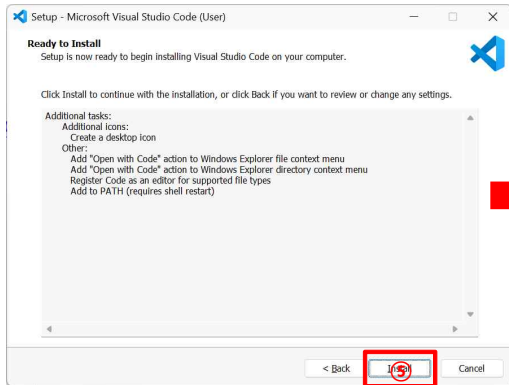 Setup - Microsoft Visual Studio Code (User)
Ready to Install
Setup is now ready to begin installing Visual Studio Code on your computer.
Click Install to continue with the installation, or click Back if you want to review or change any settings.
Additional tasks:
Additional icons:
Create a desktop icon
Other:
Add "Open with Code" action to Windows Explorer file context menu
Add "Open with Code" action to Windows Explorer directory context menu
Register Code as an editor for supported file types
Add to PATH (requires shell restart)
< Back Install Cancel
⑤